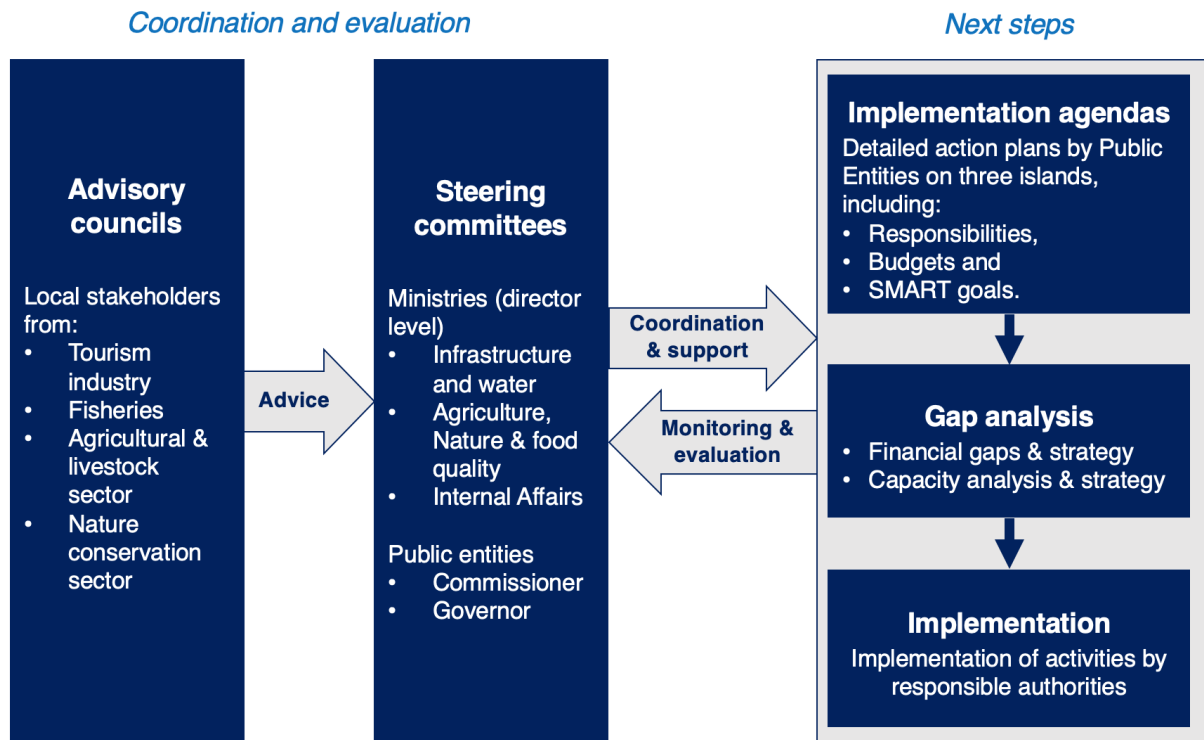 Coordination and evaluation
Next steps
Advisory
councils
Local stakeholders
from:
• Tourism
industry
• Fisheries
• Agricultural &
livestock
sector
• Nature
conservation
sector
Advice
Steering
committees
Ministries (director
level)
• Infrastructure
and water
• Agriculture,
Nature & food
quality
• Internal Affairs
Public entities
• Commissioner
• Governor
Coordination
& support
Monitoring &
evaluation
Implementation agendas
Detailed action plans by Public
Entities on three islands,
including:
• Responsibilities,
• Budgets and
• SMART goals.
Gap analysis
• Financial gaps & strategy
• Capacity analysis & strategy
Implementation
Implementation of activities by
responsible authorities